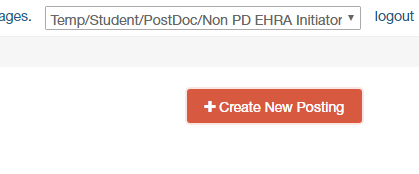 ages. Temp/Student/PostDoc/Non PD EHRA Initiator logout
Create New Posting